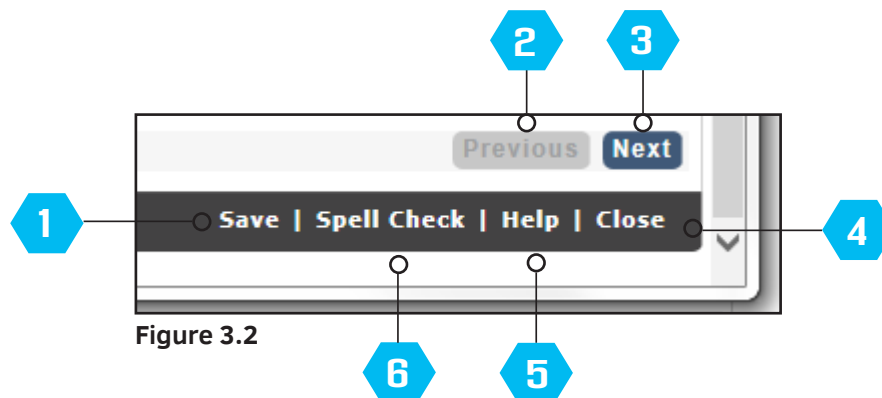 2 3
Previous Next
1 Save | Spell Check | Help | Close 4
Figure 3.2
6 5